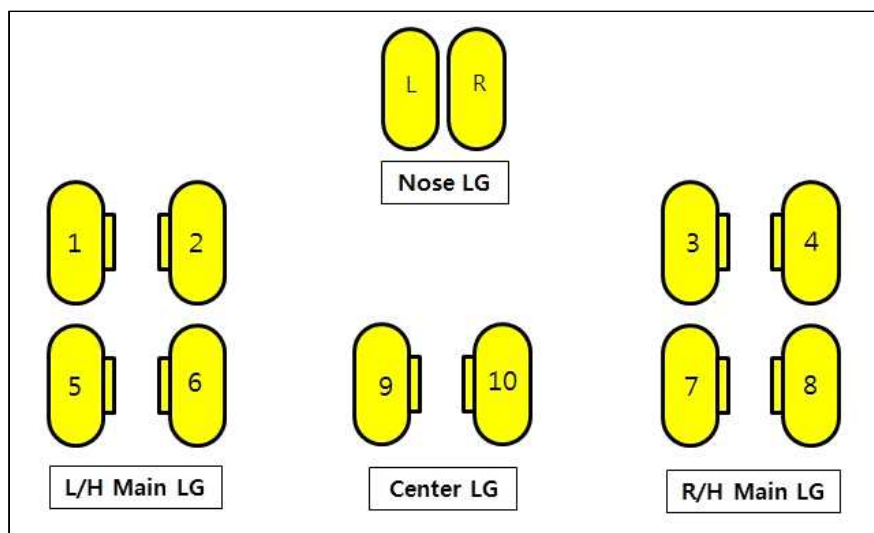 L R
Nose LG
1 2 3 4
5 6 9 10 7 8
L/H Main LG Center LG R/H Main LG